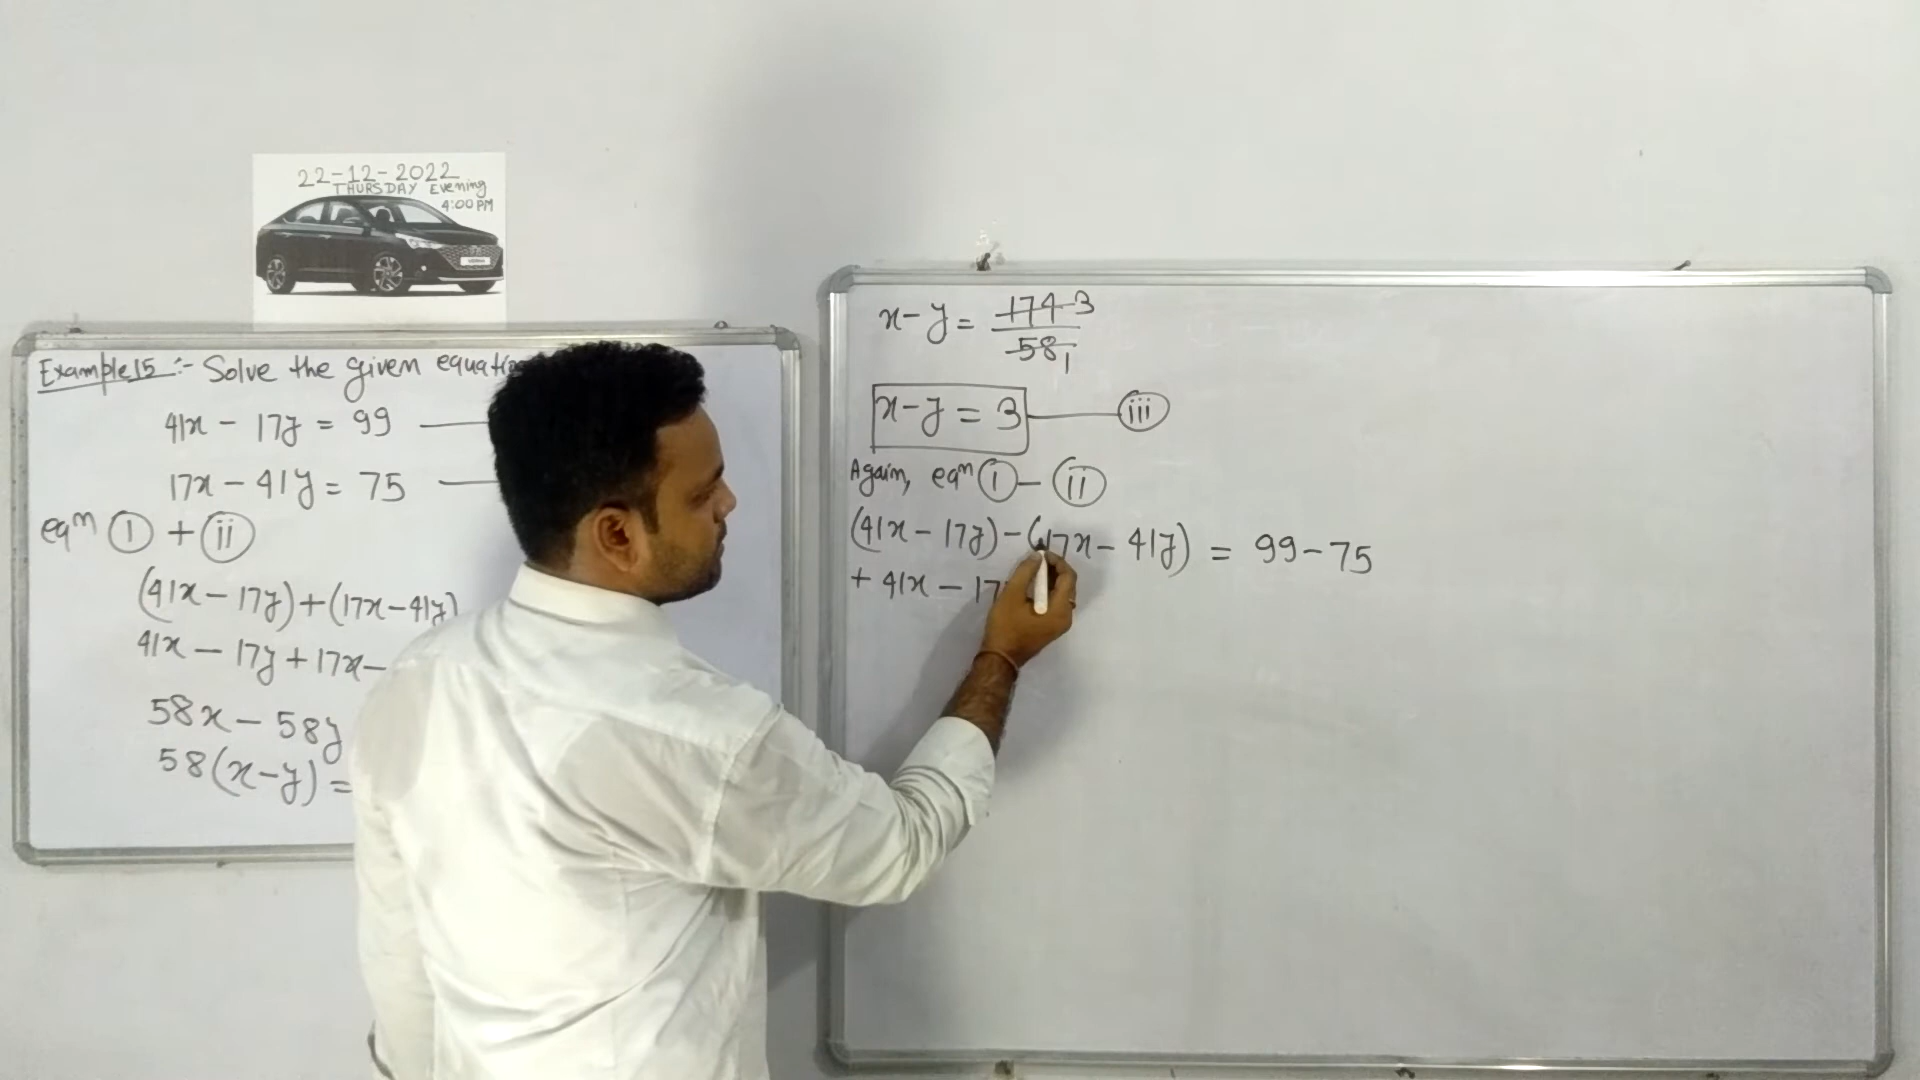 22-12-2022
THURSDAY Evening
4:00 PM
Example 15 :- Solve the given
41x - 17y = 99
17x - 41y = 75
eqn (i) + (ii)
(41x - 17y) + (17x - 41y)
41x - 17y + 17x -
58x - 58y
58(x - y) =
x - y = 174 3
58 1
x - y = 3 (iii)
Again, eqn (i) - (ii)
(41x - 17y) - (17x - 41y) = 99 - 75
+ 41x - 17